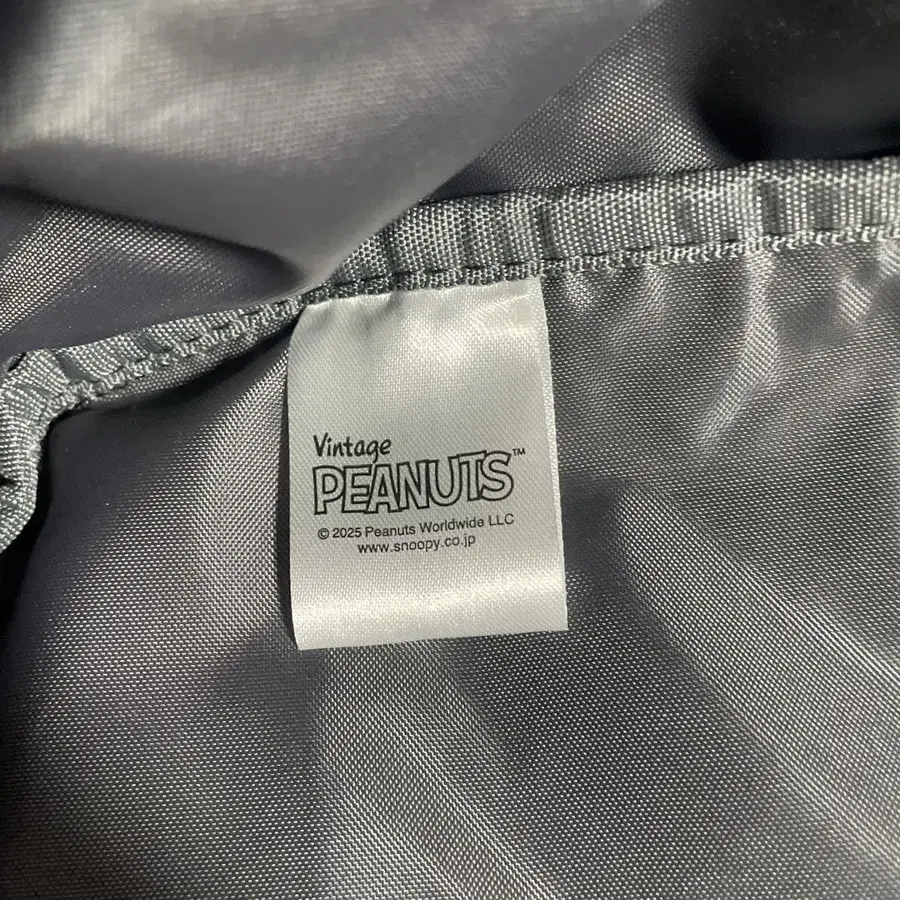 Vintage
PEANUTS™
© 2025 Peanuts Worldwide LLC
www.snoopy.co.jp